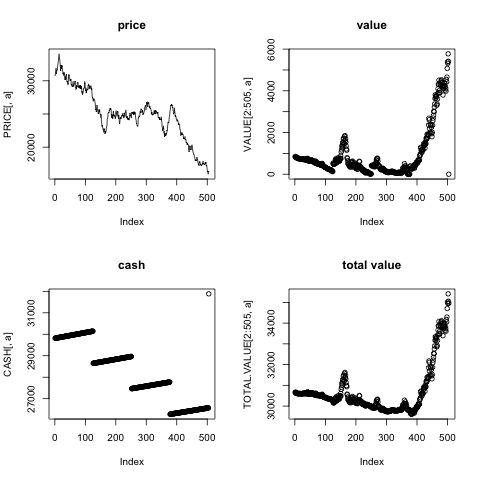 price
PRICE[, a]
20000 30000
0 100 200 300 400 500
Index
value
VALUE[2:505, a]
0 2000 4000 6000
0 100 200 300 400 500
Index
cash
CASH[, a]
27000 29000 31000
0 100 200 300 400 500
Index
total value
TOTAL.VALUE[2:505, a]
30000 32000 34000
0 100 200 300 400 500
Index